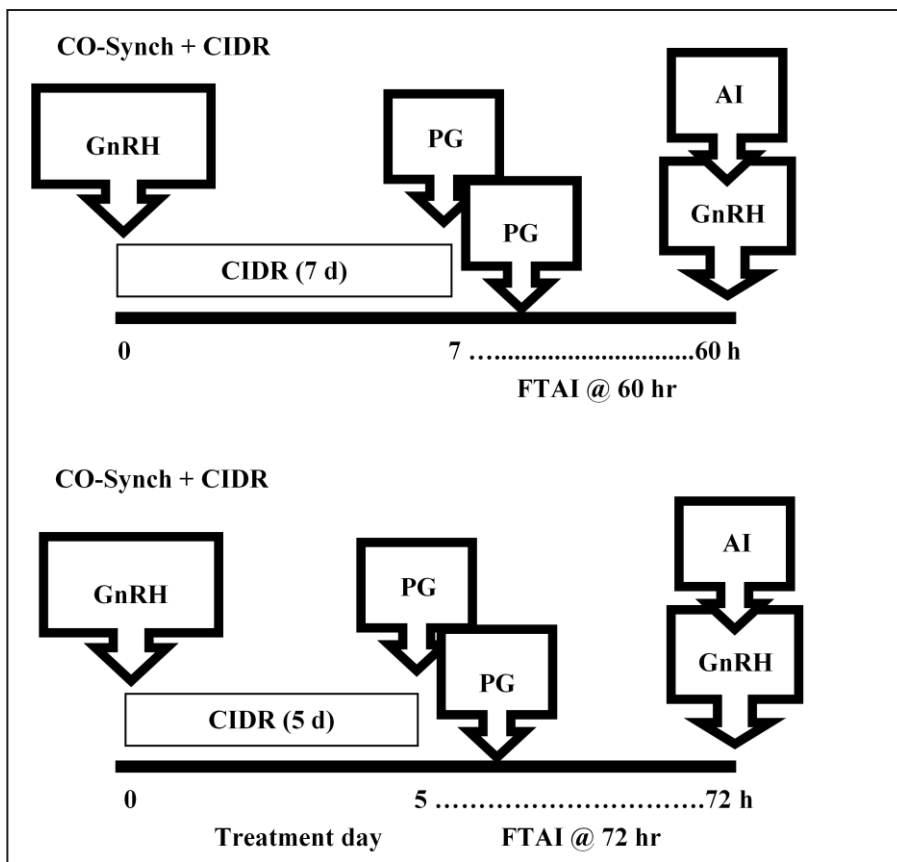 CO-Synch + CIDR
AI
GnRH
PG
GnRH
PG
CIDR (7 d)
0
7 ….............................60 h
FTAI @ 60 hr
CO-Synch + CIDR
AI
GnRH
PG
GnRH
PG
CIDR (5 d)
0
5 ……………………….72 h
Treatment day
FTAI @ 72 hr